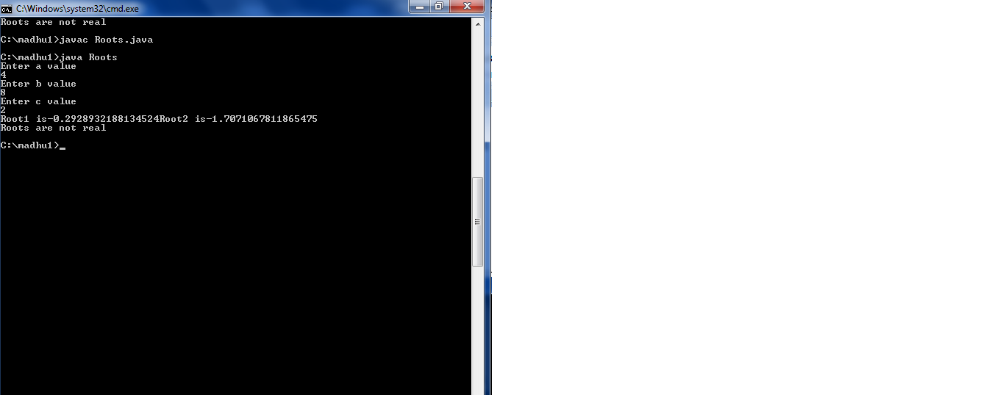 C:\Windows\system32\cmd.exe
Roots are not real
C:\madhu1>javac Roots.java
C:\madhu1>java Roots
Enter a value
4
Enter b value
8
Enter c value
2
Root1 is-0.2928932188134524Root2 is-1.7071067811865475
Roots are not real
C:\madhu1>_